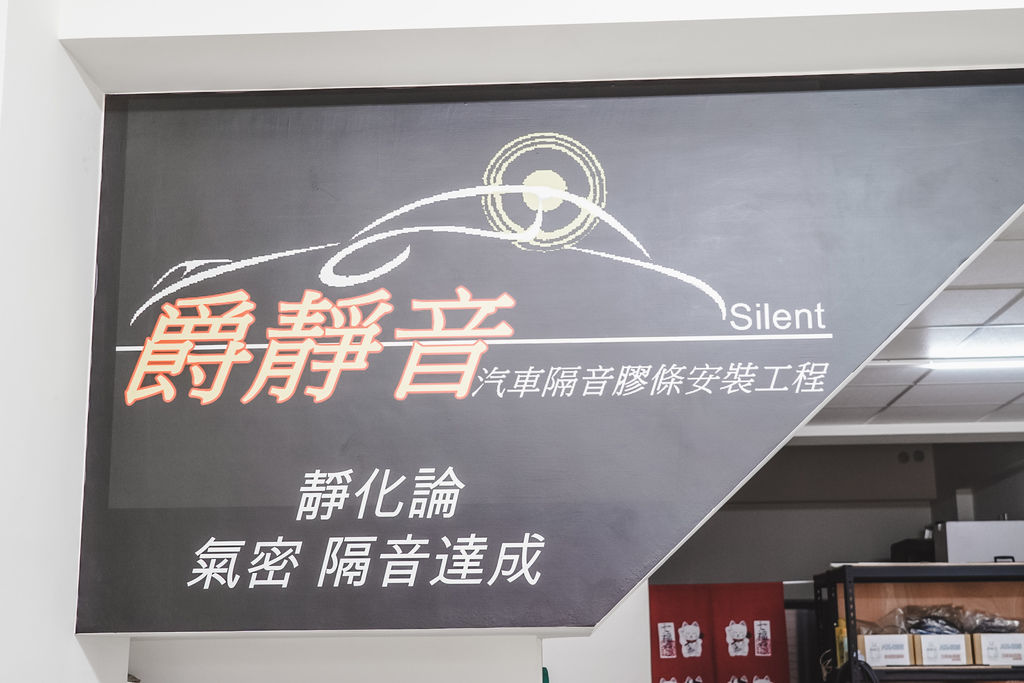 Silent
爵靜音
汽車隔音膠條安裝工程
靜化論
氣密 隔音達成